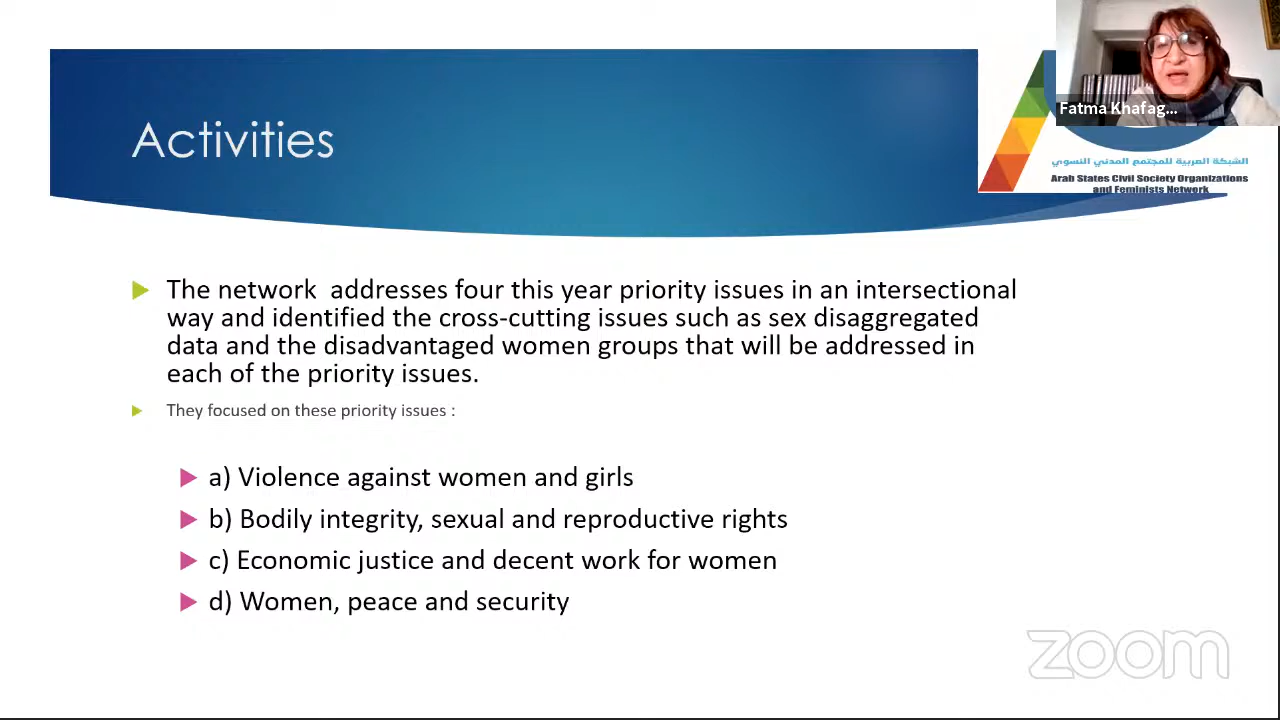 Activities
Fatma Khafag...
الشبكة العربية للمجتمع المدني النسوي
Arab States Civil Society Organizations
and Feminists Network
The network addresses four this year priority issues in an intersectional
way and identified the cross-cutting issues such as sex disaggregated
data and the disadvantaged women groups that will be addressed in
each of the priority issues.
They focused on these priority issues :
a) Violence against women and girls
b) Bodily integrity, sexual and reproductive rights
c) Economic justice and decent work for women
d) Women, peace and security
zoom